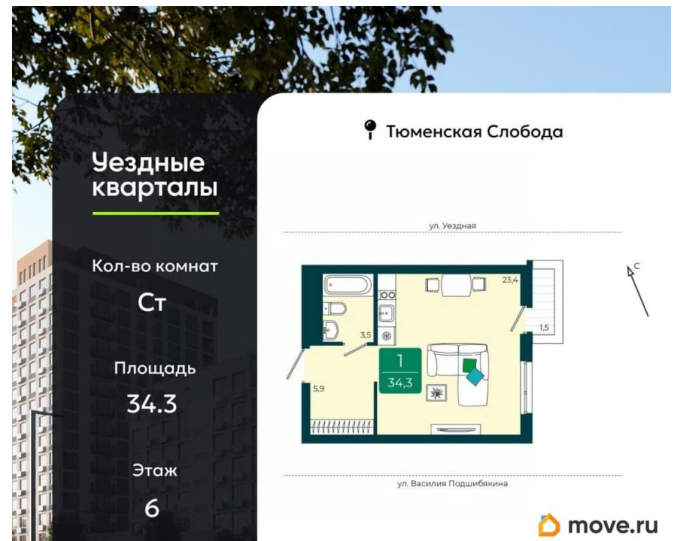 Уездные
кварталы
Кол-во комнат
Ст
Площадь
34.3
Этаж
6
Тюменская Слобода
ул. Уездная
С
23,4
1,5
3,5
1
34,3
5,9
ул. Василия Подшибякина
move.ru